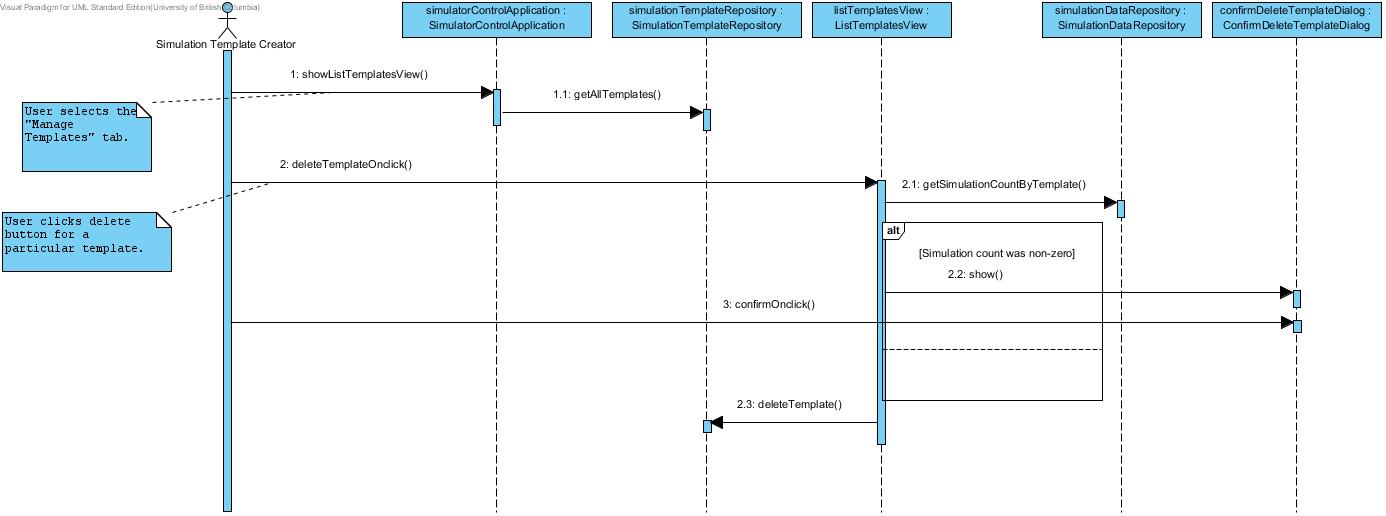 Visual Paradigm for UML Standard Edition(University of British Columbia)
Simulation Template Creator
simulatorControlApplication :
SimulatorControlApplication
simulationTemplateRepository :
SimulationTemplateRepository
listTemplatesView :
ListTemplatesView
simulationDataRepository :
SimulationDataRepository
confirmDeleteTemplateDialog :
ConfirmDeleteTemplateDialog
1: showListTemplatesView()
1.1: getAllTemplates()
User selects the
"Manage
Templates" tab.
2: deleteTemplateOnclick()
2.1: getSimulationCountByTemplate()
User clicks delete
button for a
particular template.
alt
[Simulation count was non-zero]
2.2: show()
3: confirmOnclick()
2.3: deleteTemplate()